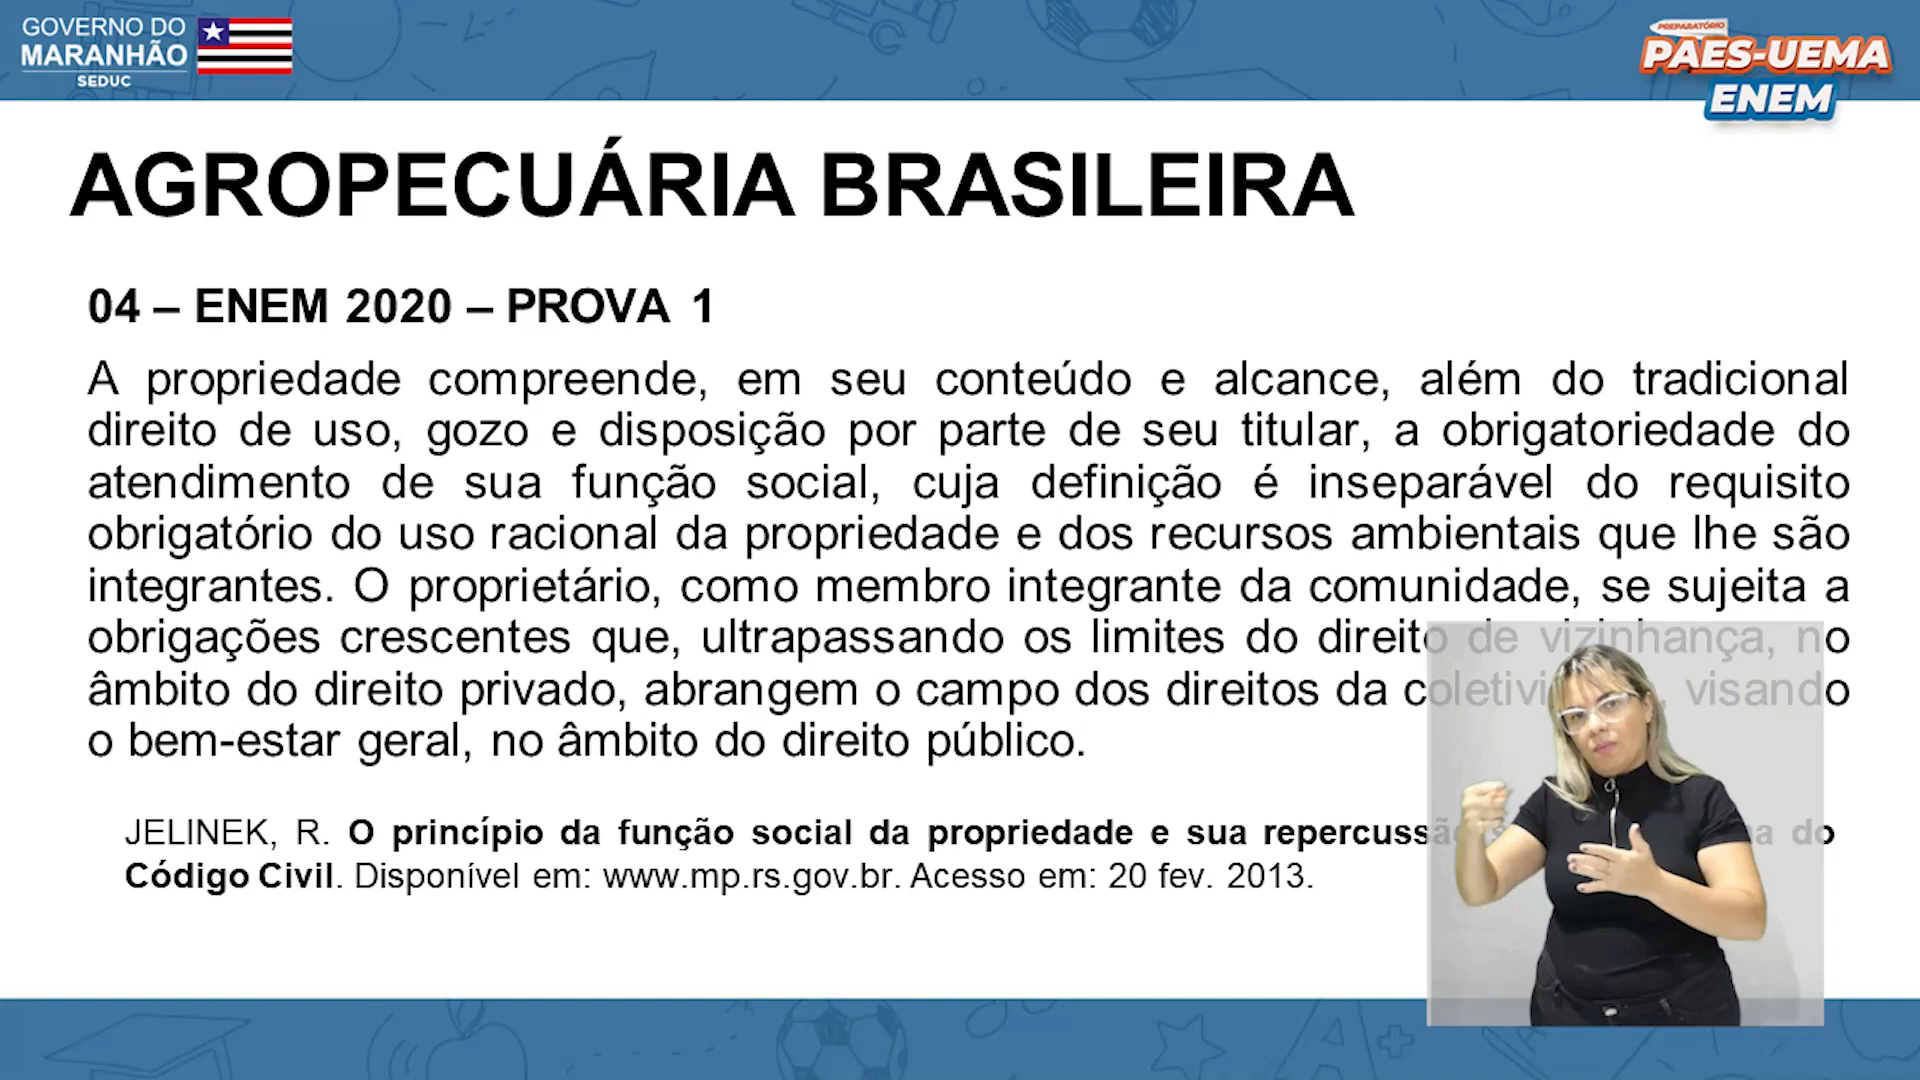 GOVERNO DO
MARANHÃO
SEDUC
PREPARATÓRIO
PAES-UEMA
ENEM
AGROPECUÁRIA BRASILEIRA
04 – ENEM 2020 – PROVA 1
A propriedade compreende, em seu conteúdo e alcance, além do tradicional
direito de uso, gozo e disposição por parte de seu titular, a obrigatoriedade do
atendimento de sua função social, cuja definição é inseparável do requisito
obrigatório do uso racional da propriedade e dos recursos ambientais que lhe são
integrantes. O proprietário, como membro integrante da comunidade, se sujeita a
obrigações crescentes que, ultrapassando os limites do direito de vizinhança, no
âmbito do direito privado, abrangem o campo dos direitos da coletividade, visando
o bem-estar geral, no âmbito do direito público.
JELINEK, R. O princípio da função social da propriedade e sua repercussão do
Código Civil. Disponível em: www.mp.rs.gov.br. Acesso em: 20 fev. 2013.
A+